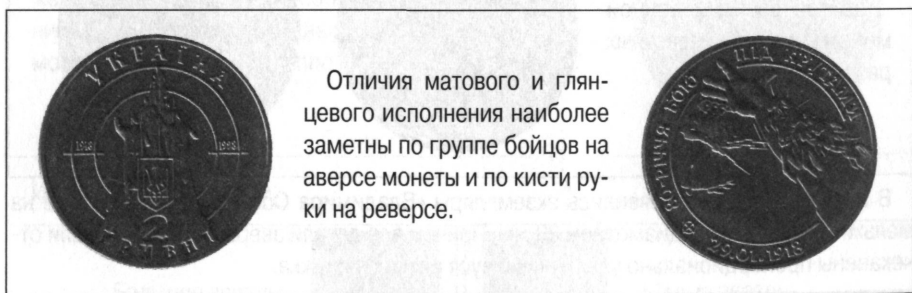 УКРАЇНА
1918 1998
2
ГРИВНІ
Отличия матового и глян-
цевого исполнения наиболее
заметны по группе бойцов на
аверсе монеты и по кисти ру-
ки на реверсе.
80-РІЧЧЯ БОЮ ПІД КРУТАМИ
29.01.1918